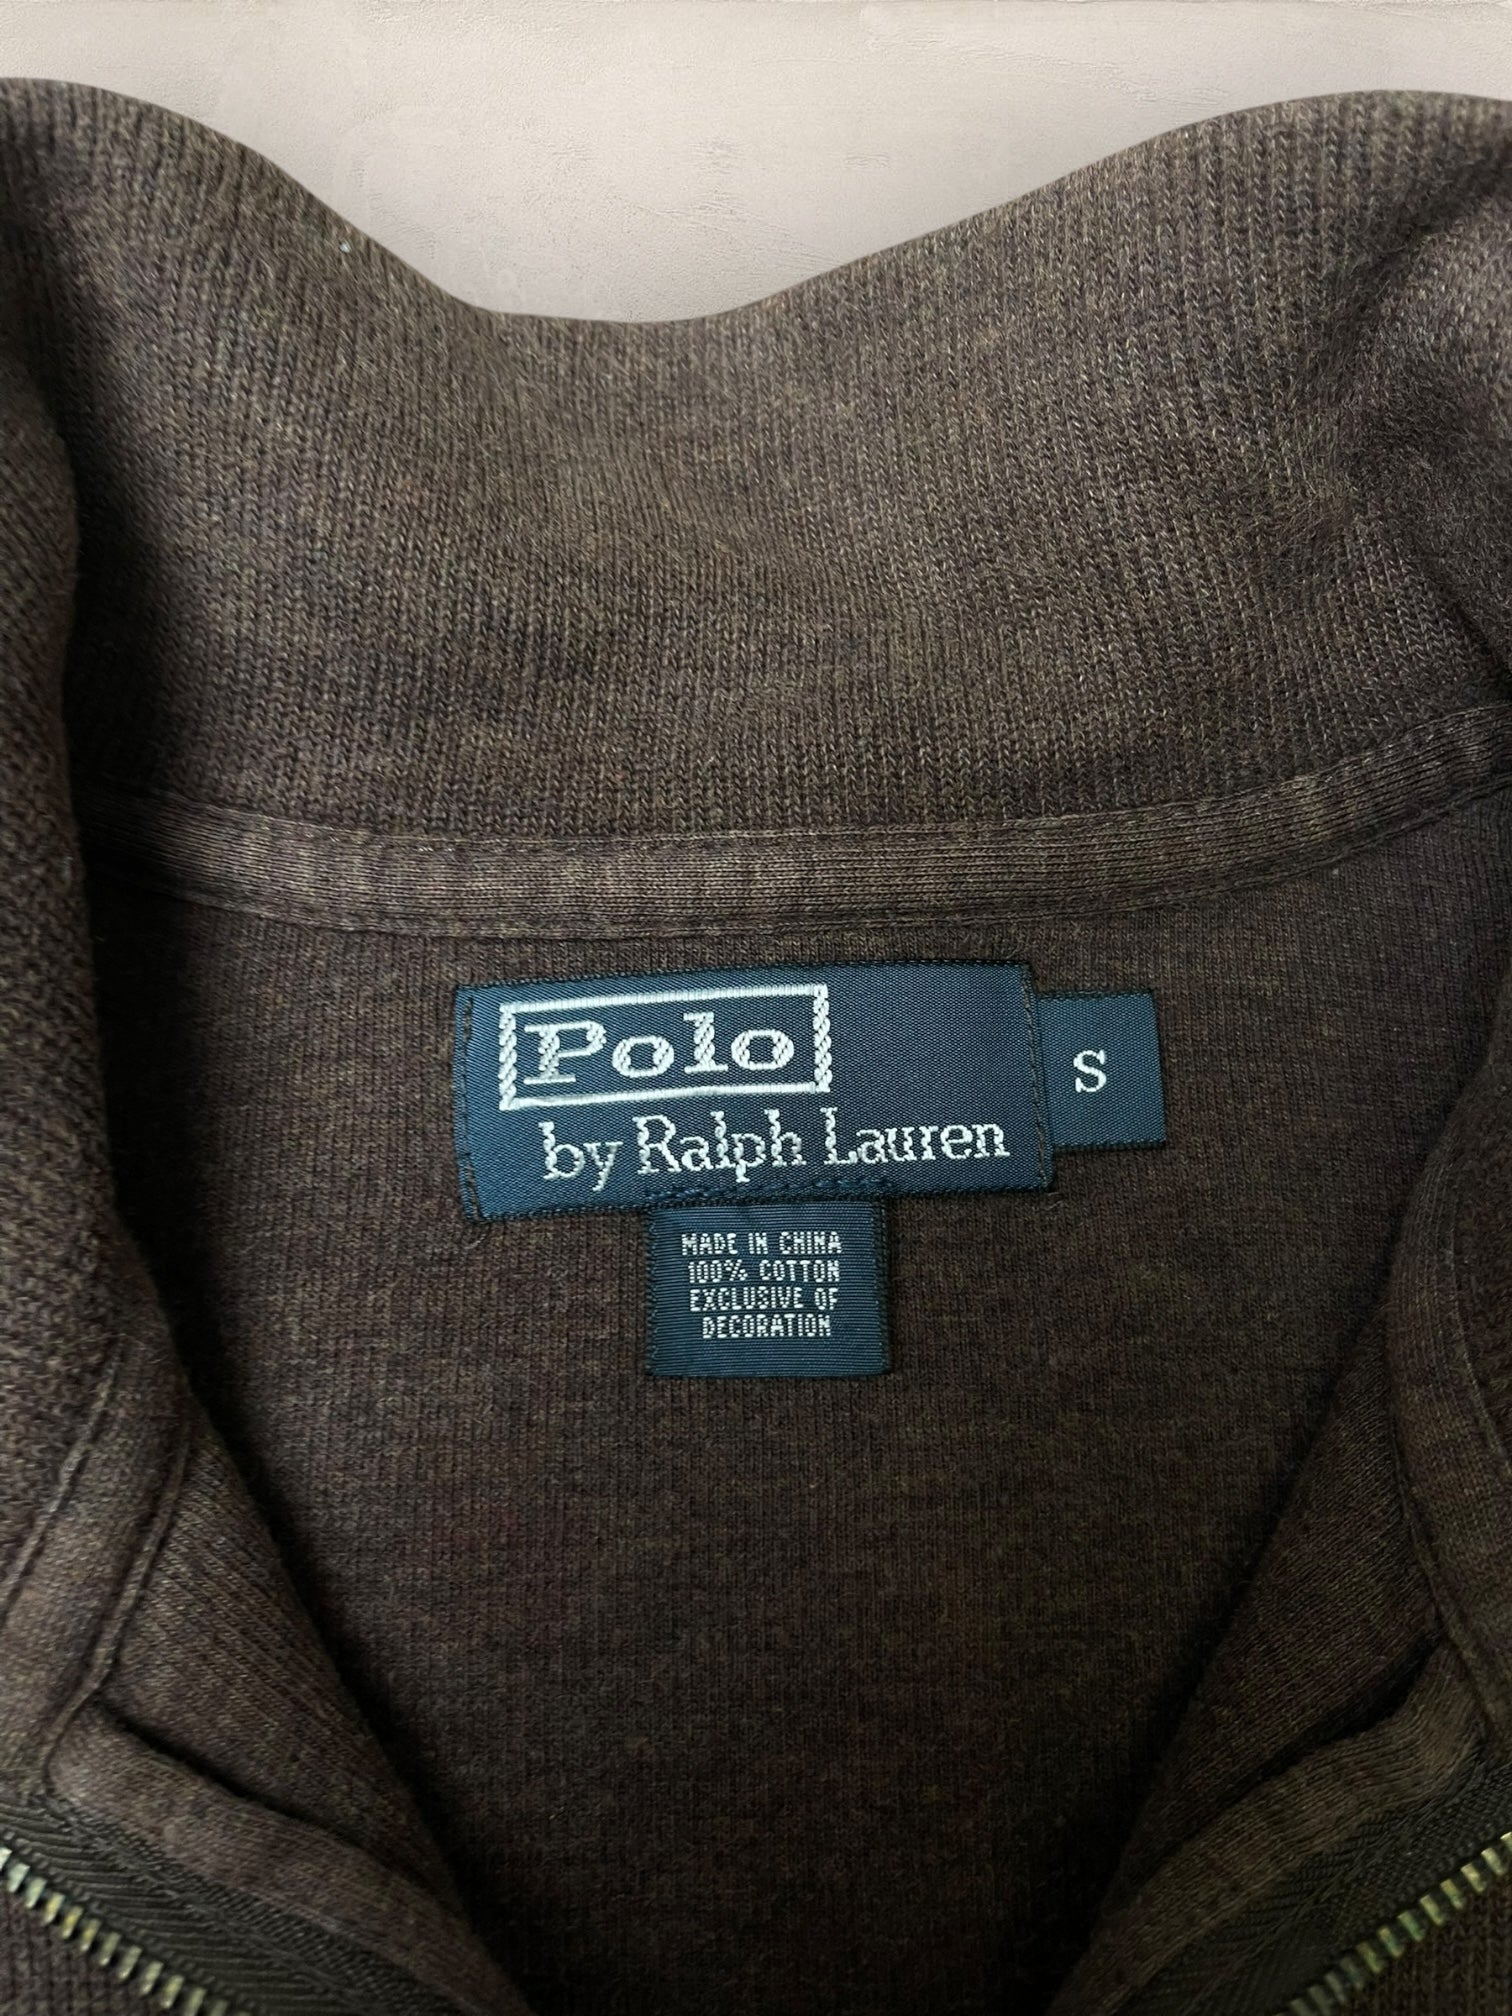 Polo
by Ralph Lauren
S
MADE IN CHINA
100% COTTON
EXCLUSIVE OF
DECORATION